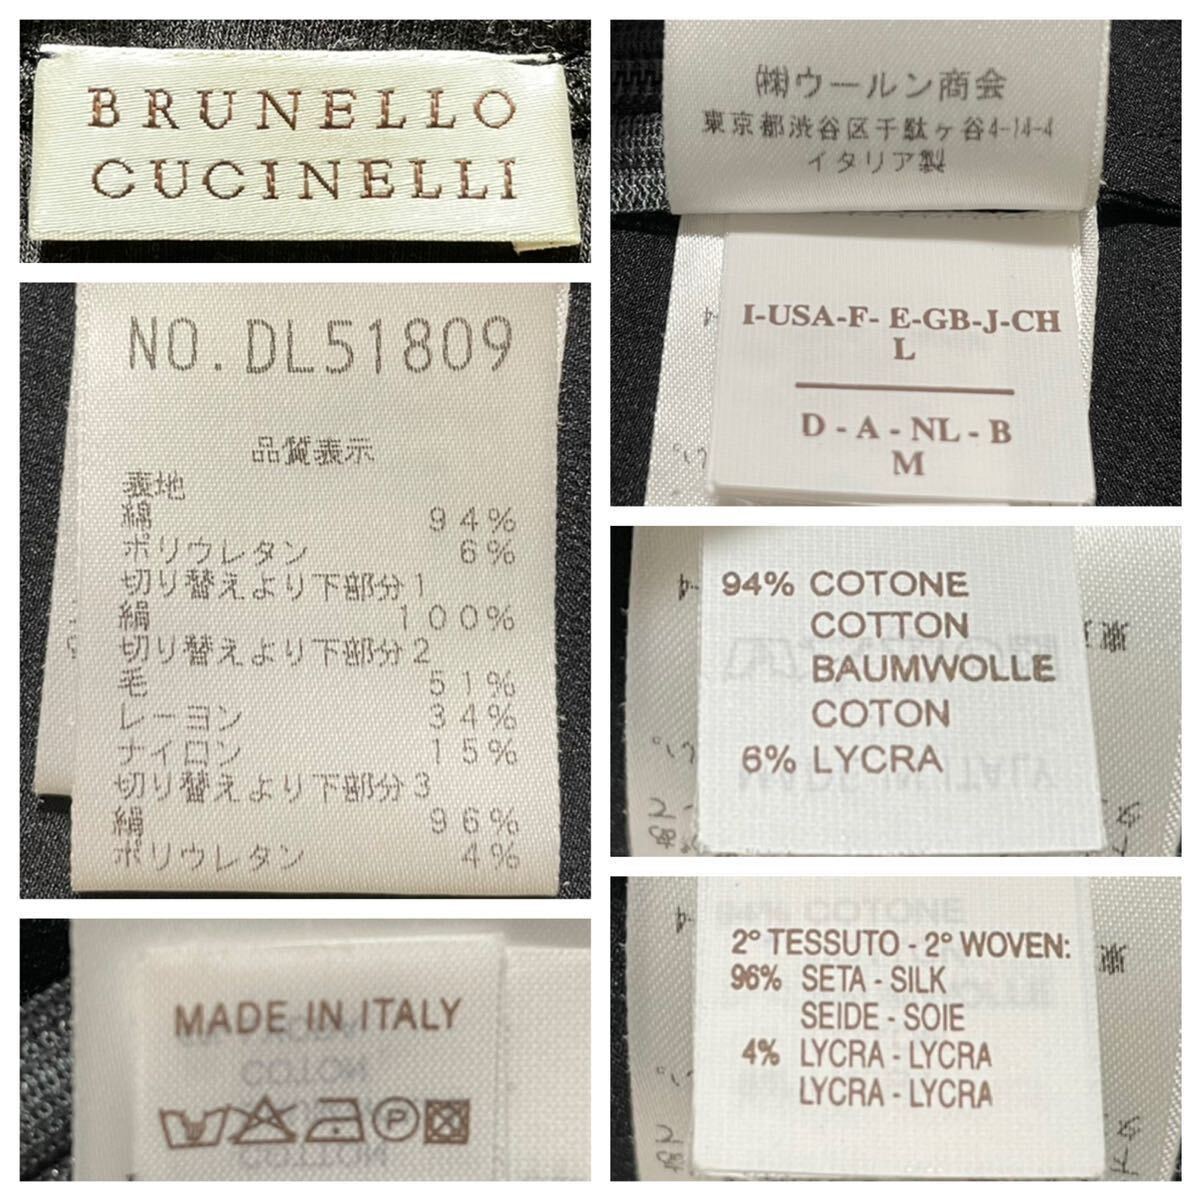 BRUNELLO
CUCINELLI
NO.DL51809
品質表示
表地
綿 94%
ポリウレタン 6%
切り替えより下部分1
絹 100%
切り替えより下部分2
毛 51%
レーヨン 34%
ナイロン 15%
切り替えより下部分3
絹 96%
ポリウレタン 4%
MADE IN ITALY
P
㈱ウールン商会
東京都渋谷区千駄ヶ谷4-14-4
イタリア製
I-USA-F- E-GB-J-CH
L
D - A - NL - B
M
94% COTONE
COTTON
BAUMWOLLE
COTON
6% LYCRA
2° TESSUTO - 2° WOVEN:
96% SETA - SILK
SEIDE - SOIE
4% LYCRA - LYCRA
LYCRA - LYCRA